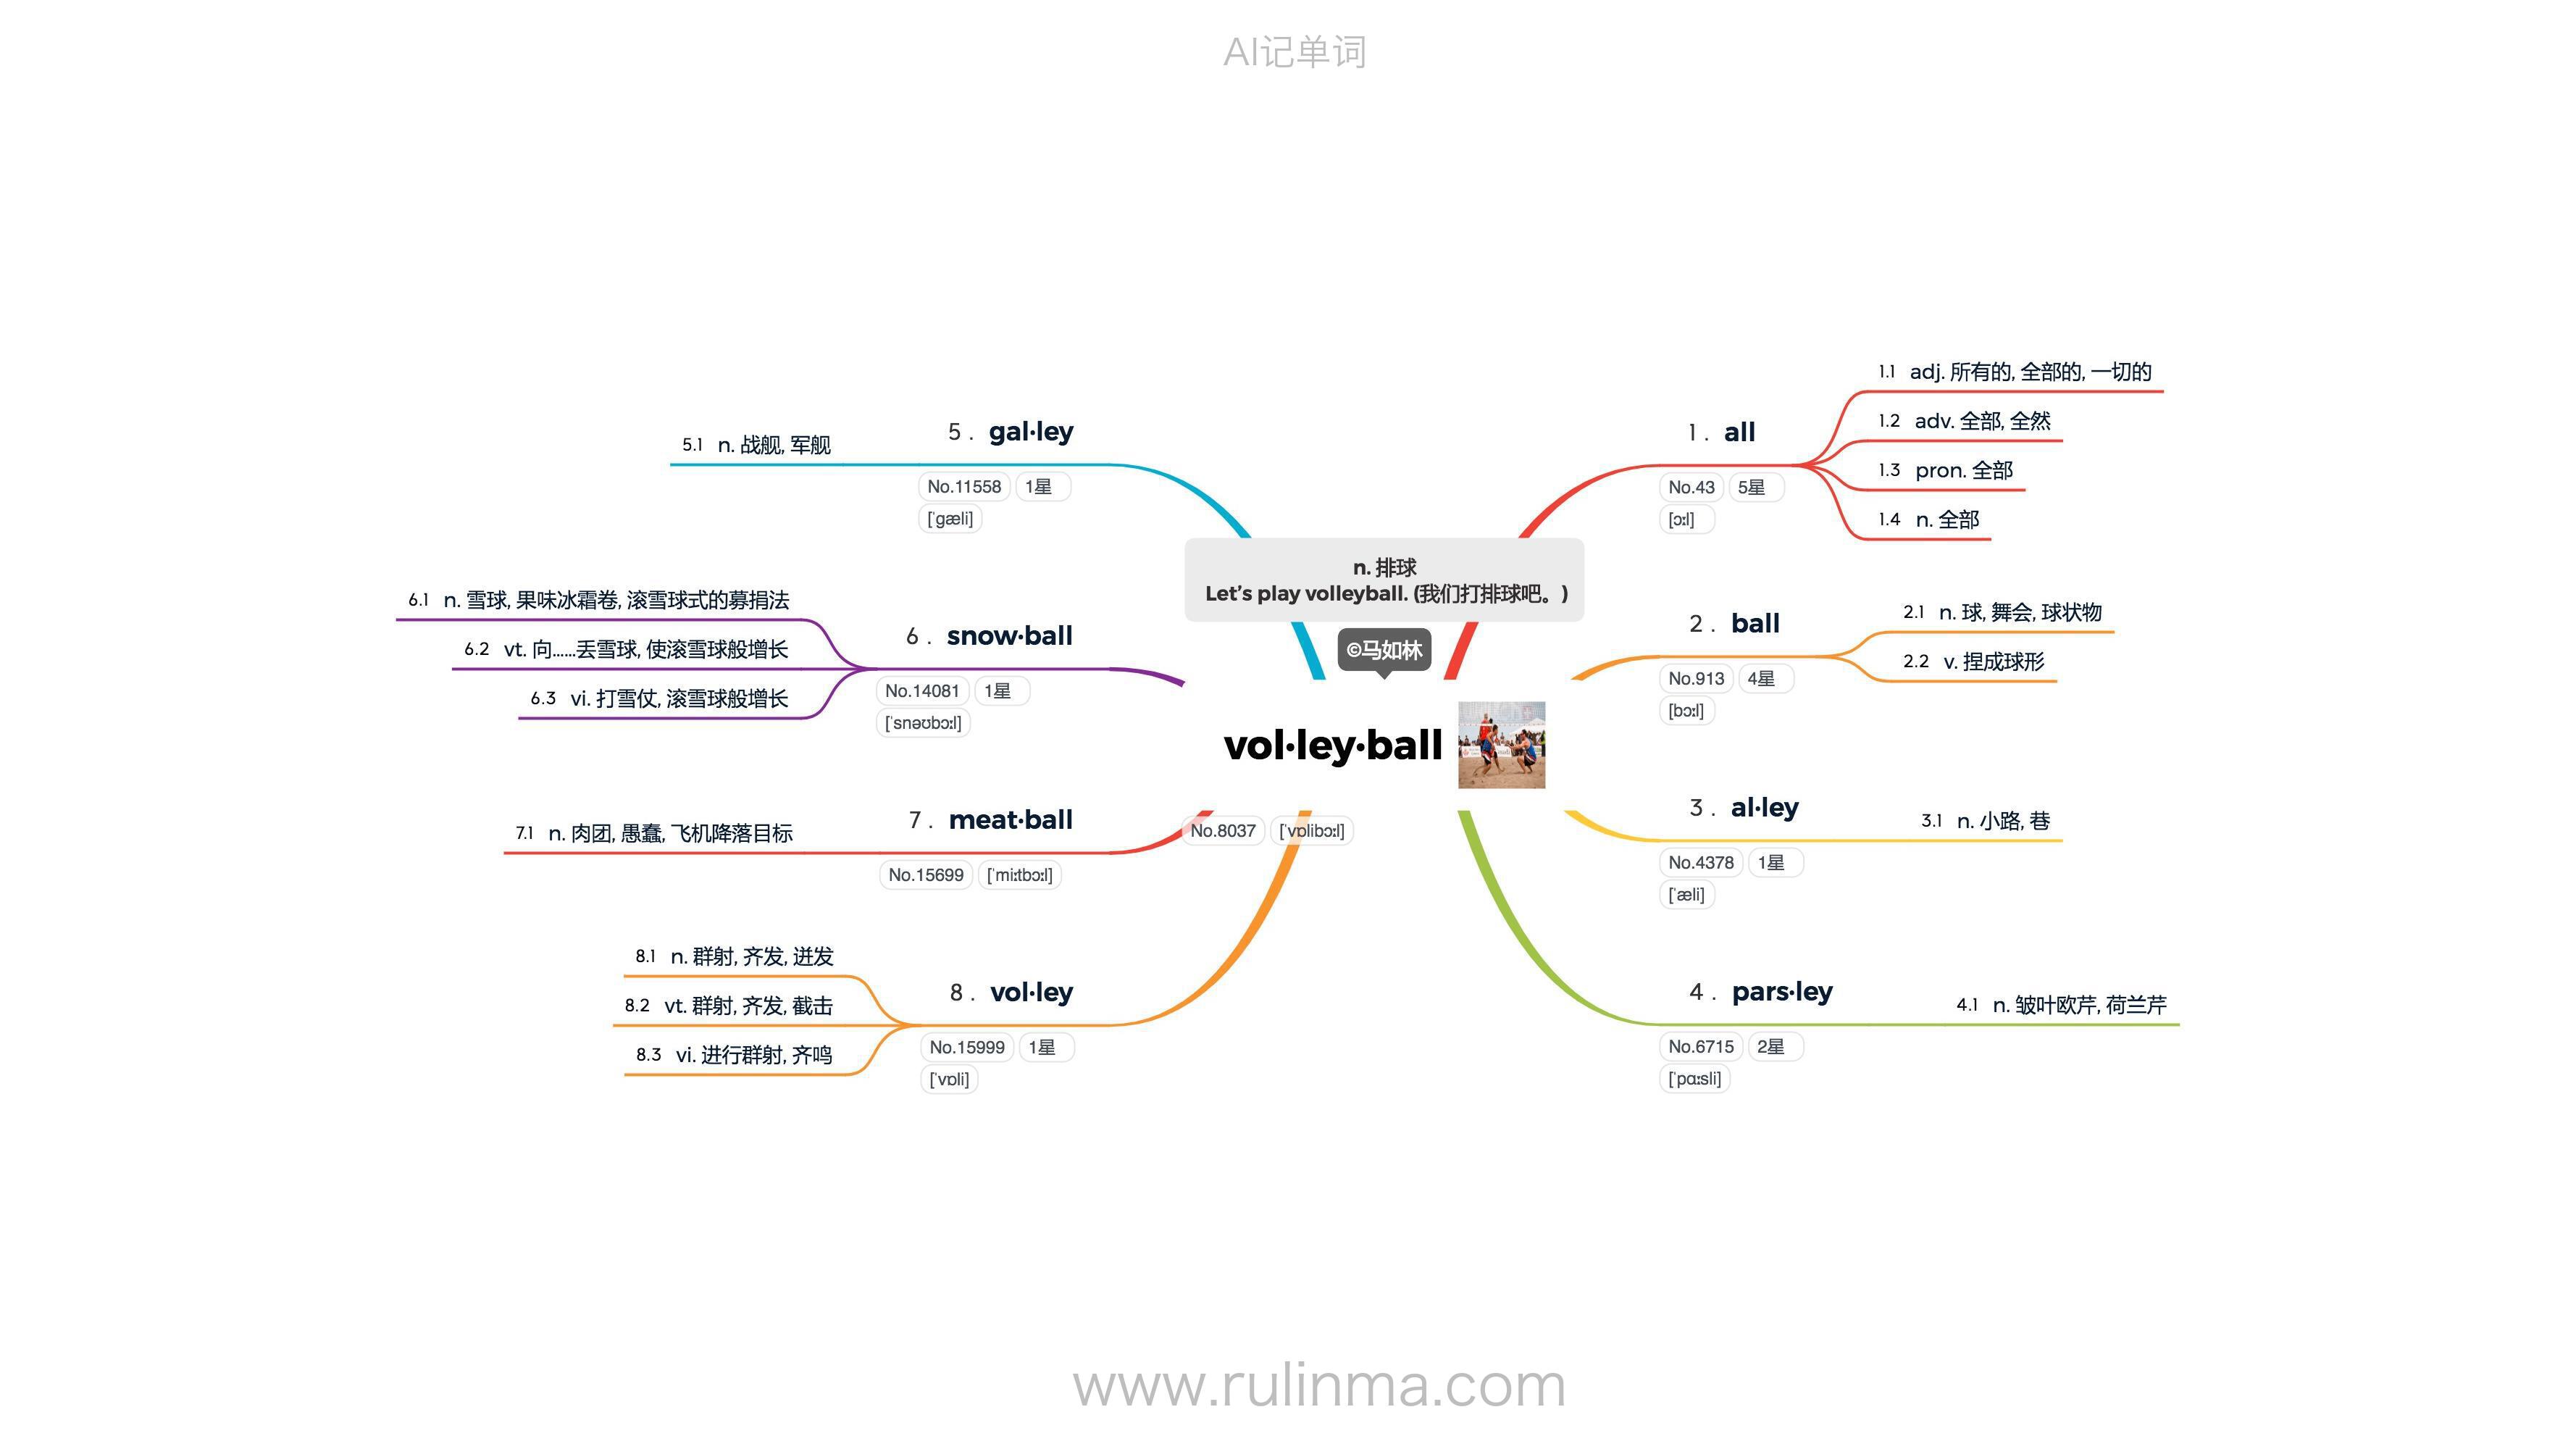 AI记单词
n. 排球
Let’s play volleyball. (我们打排球吧。)
©马如林
vol·ley·ball
No.8037 [ˈvɒlibɔːl]
1 . all
No.43 5星
[ɔːl]
1.1 adj. 所有的, 全部的, 一切的
1.2 adv. 全部, 全然
1.3 pron. 全部
1.4 n. 全部
2 . ball
No.913 4星
[bɔːl]
2.1 n. 球, 舞会, 球状物
2.2 v. 捏成球形
3 . al·ley
No.4378 1星
[ˈæli]
3.1 n. 小路, 巷
4 . pars·ley
No.6715 2星
[ˈpɑːsli]
4.1 n. 皱叶欧芹, 荷兰芹
5 . gal·ley
No.11558 1星
[ˈɡæli]
5.1 n. 战舰, 军舰
6 . snow·ball
No.14081 1星
[ˈsnəʊbɔːl]
6.1 n. 雪球, 果味冰霜卷, 滚雪球式的募捐法
6.2 vt. 向……丢雪球, 使滚雪球般增长
6.3 vi. 打雪仗, 滚雪球般增长
7 . meat·ball
No.15699 [ˈmiːtbɔːl]
7.1 n. 肉团, 愚蠢, 飞机降落目标
8 . vol·ley
No.15999 1星
[ˈvɒli]
8.1 n. 群射, 齐发, 迸发
8.2 vt. 群射, 齐发, 截击
8.3 vi. 进行群射, 齐鸣
www.rulinma.com